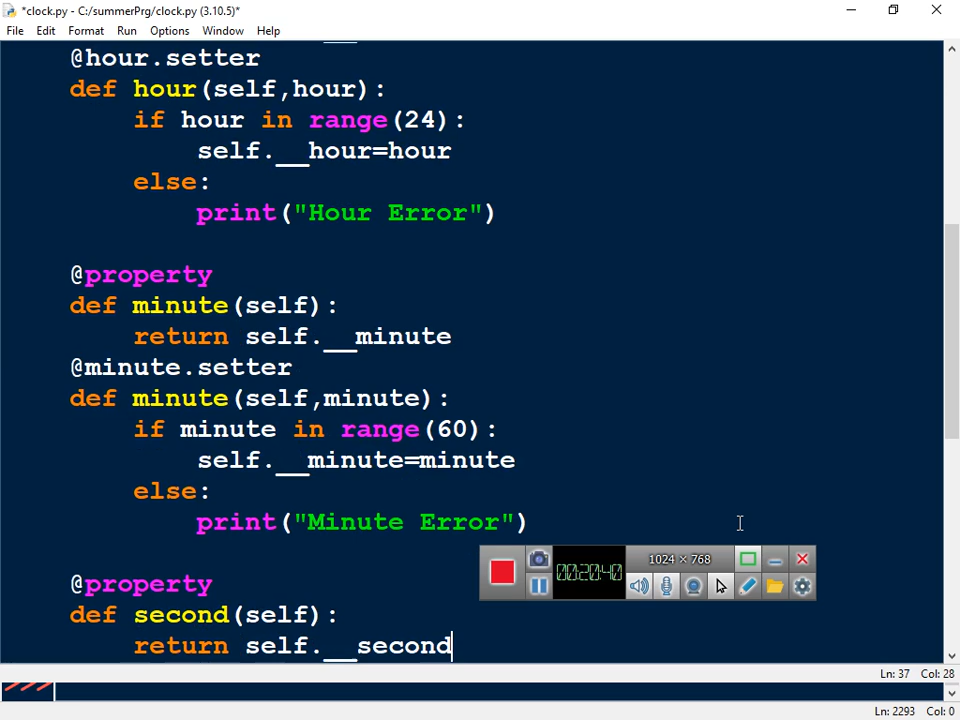 *clock.py - C:/summerPrg/clock.py (3.10.5)*
File Edit Format Run Options Window Help
@hour.setter
def hour(self,hour):
if hour in range(24):
self.__hour=hour
else:
print("Hour Error")
@property
def minute(self):
return self.__minute
@minute.setter
def minute(self,minute):
if minute in range(60):
self.__minute=minute
else:
print("Minute Error")
00:20:40
1024 × 768
@property
def second(self):
return self.__second
Ln: 37 Col: 28
Ln: 2293 Col: 0